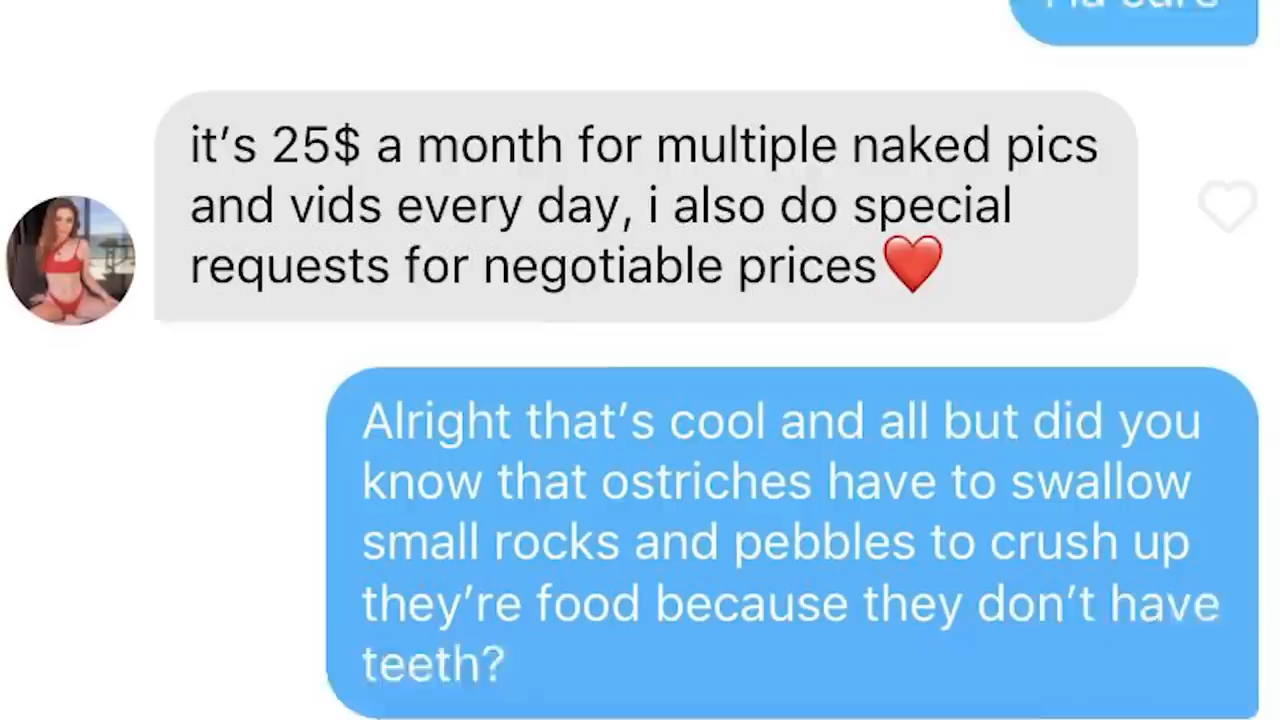 it's 25$ a month for multiple naked pics
and vids every day, i also do special
requests for negotiable prices❤️
Alright that's cool and all but did you
know that ostriches have to swallow
small rocks and pebbles to crush up
they're food because they don't have
teeth?